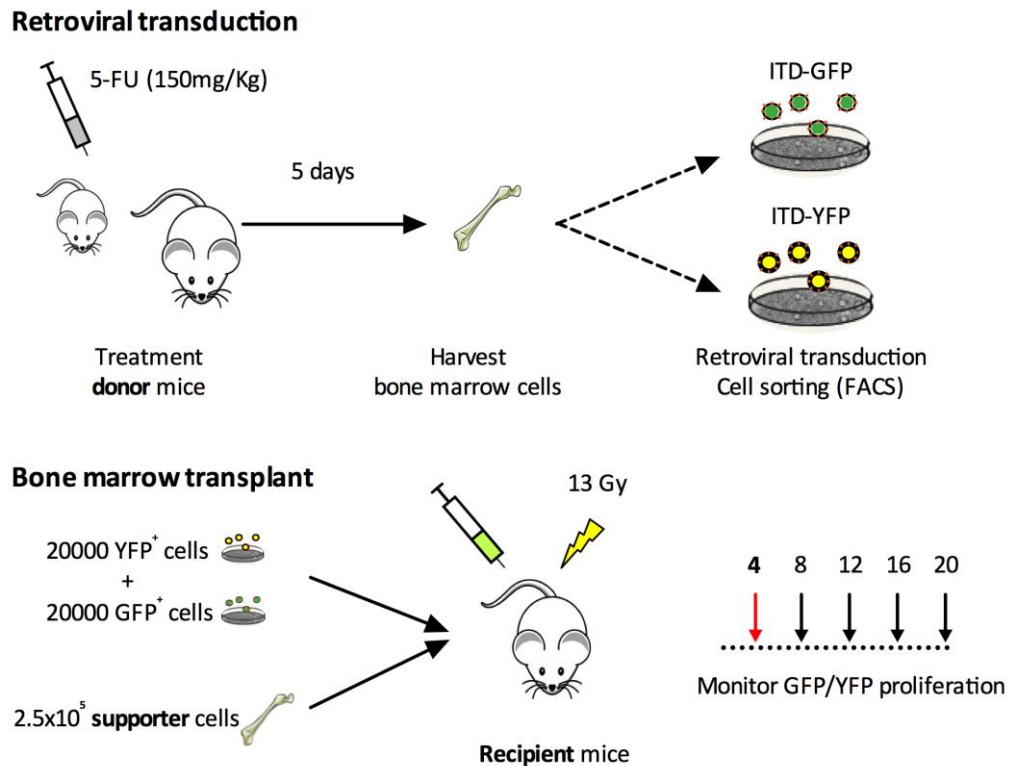 Retroviral transduction
5-FU (150mg/Kg)
5 days
ITD-GFP
ITD-YFP
Treatment
donor mice
Harvest
bone marrow cells
Retroviral transduction
Cell sorting (FACS)
Bone marrow transplant
20000 YFP⁺ cells
+
20000 GFP⁺ cells
2.5x10⁵ supporter cells
13 Gy
Recipient mice
4 8 12 16 20
Monitor GFP/YFP proliferation